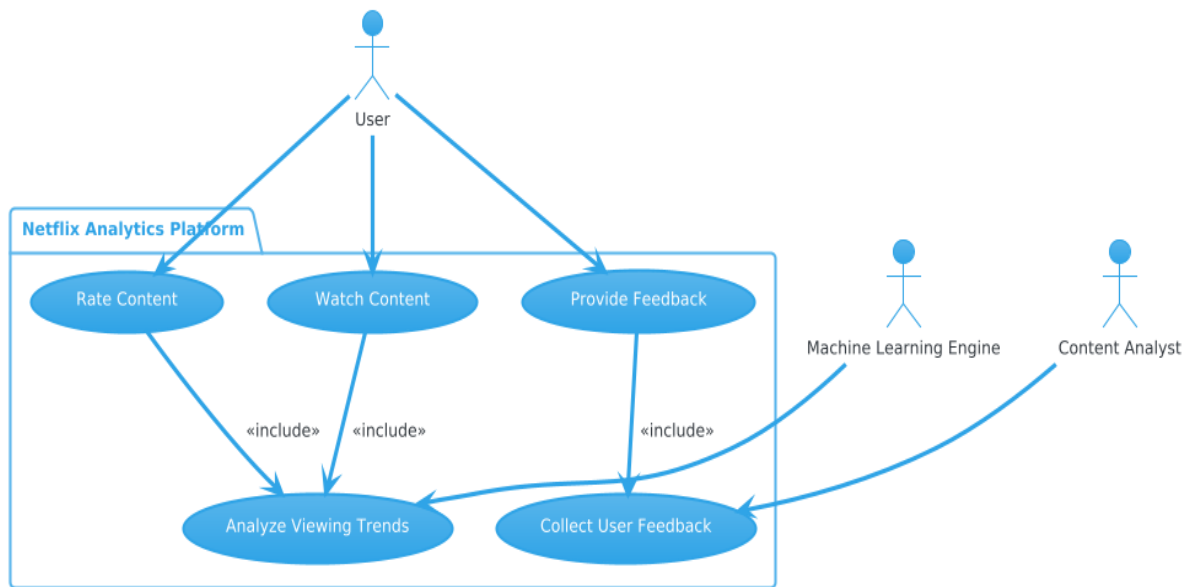 User
Netflix Analytics Platform
Rate Content
Watch Content
Provide Feedback
Machine Learning Engine
Content Analyst
«include»
«include»
«include»
Analyze Viewing Trends
Collect User Feedback